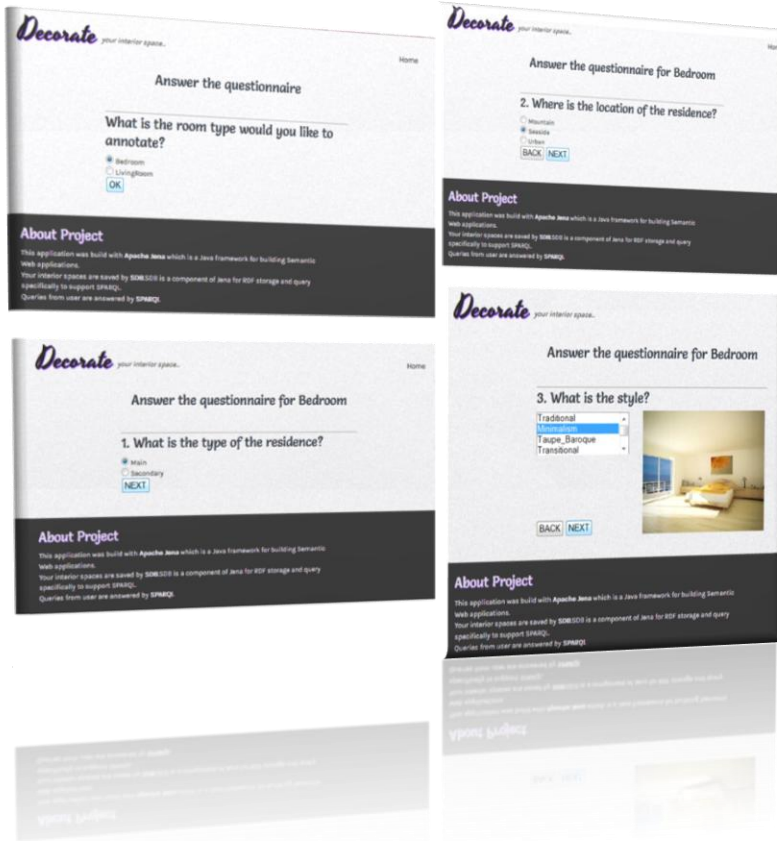 Decorate your interior space..
Home
Answer the questionnaire
What is the room type would you like to
annotate?
Bedroom
LivingRoom
OK
About Project
This application was build with Apache Jena which is a Java framework for building Semantic
Web applications.
Your interior spaces are saved by SDB.SDB is a component of Jena for RDF storage and query
specifically to support SPARQL.
Queries from user are answered by SPARQL
Decorate your interior space..
Home
Answer the questionnaire for Bedroom
1. What is the type of the residence?
Main
Secondary
NEXT
About Project
This application was build with Apache Jena which is a Java framework for building Semantic
Web applications.
Your interior spaces are saved by SDB.SDB is a component of Jena for RDF storage and query
specifically to support SPARQL.
Queries from user are answered by SPARQL
Decorate your interior space..
Answer the questionnaire for Bedroom
2. Where is the location of the residence?
Mountain
Seaside
Urban
BACK NEXT
About Project
This application was build with Apache Jena which is a Java framework for building Semantic
Web applications.
Your interior spaces are saved by SDB.SDB is a component of Jena for RDF storage and query
specifically to support SPARQL.
Queries from user are answered by SPARQL
Decorate your interior space..
Answer the questionnaire for Bedroom
3. What is the style?
Traditional
Minimalism
Taupe_Baroque
Transitional
BACK NEXT
About Project
This application was build with Apache Jena which is a Java framework for building Semantic
Web applications.
Your interior spaces are saved by SDB.SDB is a component of Jena for RDF storage and query
specifically to support SPARQL.
Queries from user are answered by SPARQL